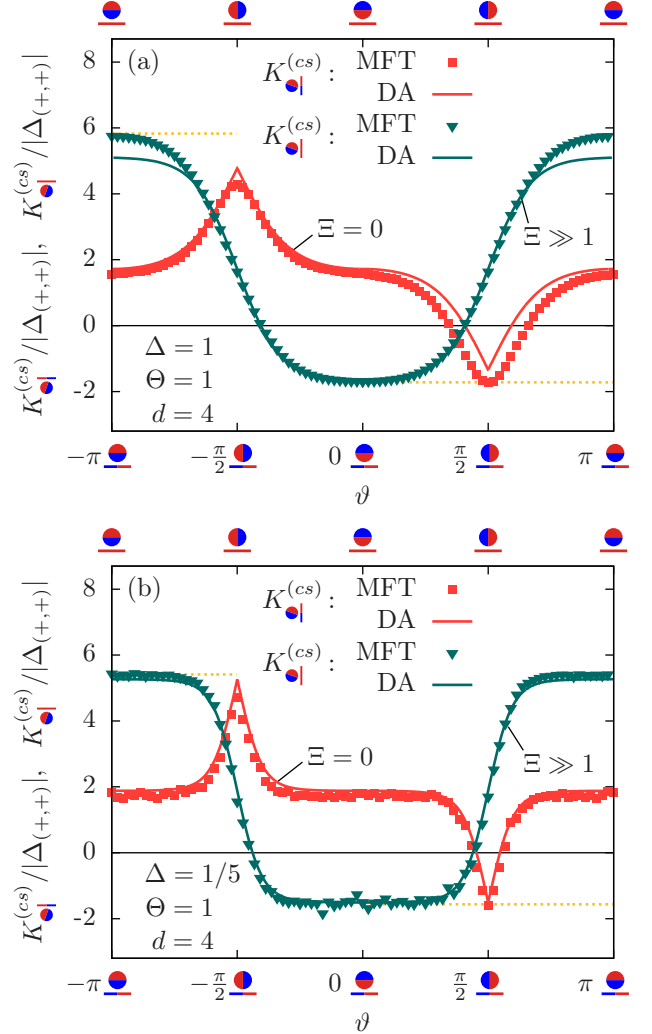 K^{(cs)}/|Δ_{(+,+)}|, K^{(cs)}/|Δ_{(+,+)}|
(a)
K^{(cs)}: MFT
DA
K^{(cs)}: MFT
DA
8
6
4
2
0
−2
Ξ = 0
Ξ ≫ 1
Δ = 1
Θ = 1
d = 4
−π
−π/2
0
π/2
π
ϑ
K^{(cs)}/|Δ_{(+,+)}|, K^{(cs)}/|Δ_{(+,+)}|
(b)
K^{(cs)}: MFT
DA
K^{(cs)}: MFT
DA
8
6
4
2
0
−2
Ξ = 0
Ξ ≫ 1
Δ = 1/5
Θ = 1
d = 4
−π
−π/2
0
π/2
π
ϑ